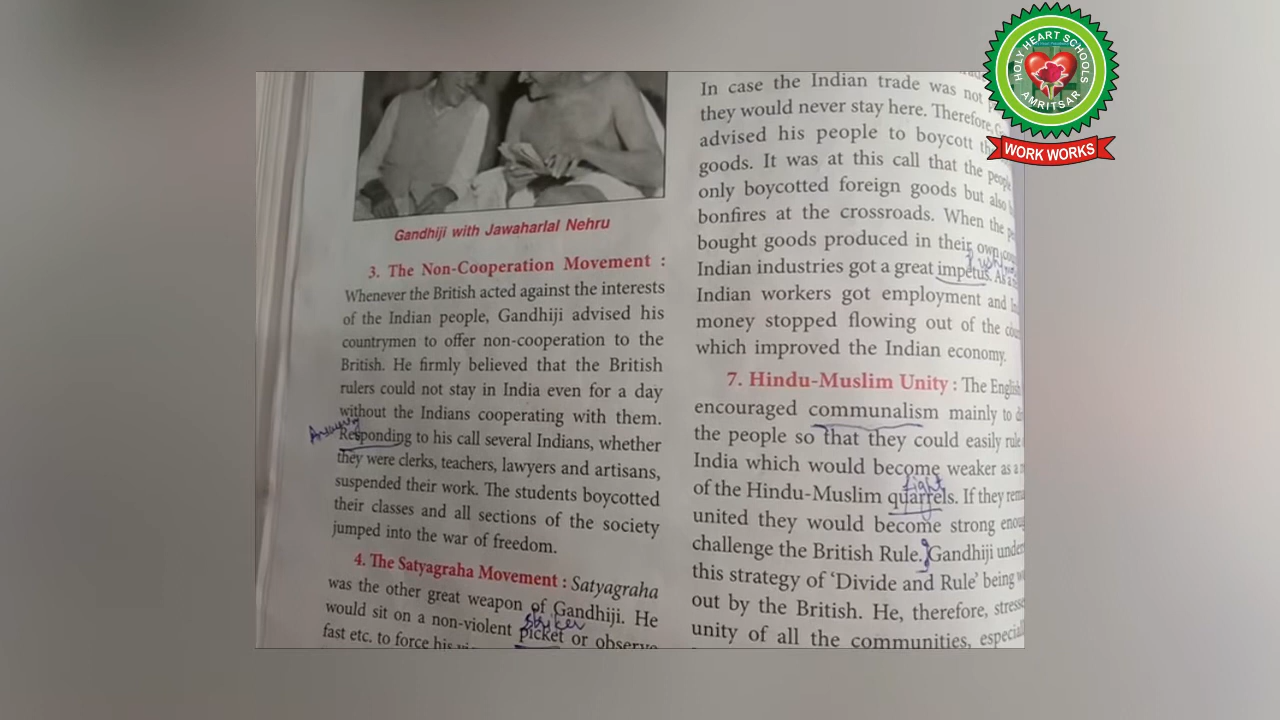 Gandhiji with Jawaharlal Nehru
3. The Non-Cooperation Movement :
Whenever the British acted against the interests
of the Indian people, Gandhiji advised his
countrymen to offer non-cooperation to the
British. He firmly believed that the British
rulers could not stay in India even for a day
without the Indians cooperating with them.
Responding to his call several Indians, whether
they were clerks, teachers, lawyers and artisans,
suspended their work. The students boycotted
their classes and all sections of the society
jumped into the war of freedom.
4. The Satyagraha Movement : Satyagraha
was the other great weapon of Gandhiji. He
would sit on a non-violent picket or observe
fast etc. to force his
In case the Indian trade was not
they would never stay here. Therefore,
advised his people to boycott
goods. It was at this call that the people
only boycotted foreign goods but also
bonfires at the crossroads. When the
bought goods produced in their own
Indian industries got a great impetus. As a
Indian workers got employment and
money stopped flowing out of the
which improved the Indian economy.
7. Hindu-Muslim Unity : The English
encouraged communalism mainly to
the people so that they could easily rule
India which would become weaker as a
fight
of the Hindu-Muslim quarrels. If they
united they would become strong
challenge the British Rule. Gandhiji
this strategy of 'Divide and Rule' being
out by the British. He, therefore,
unity of all the communities,
HOLY HEART SCHOOLS
AMRITSAR
WORK WORKS